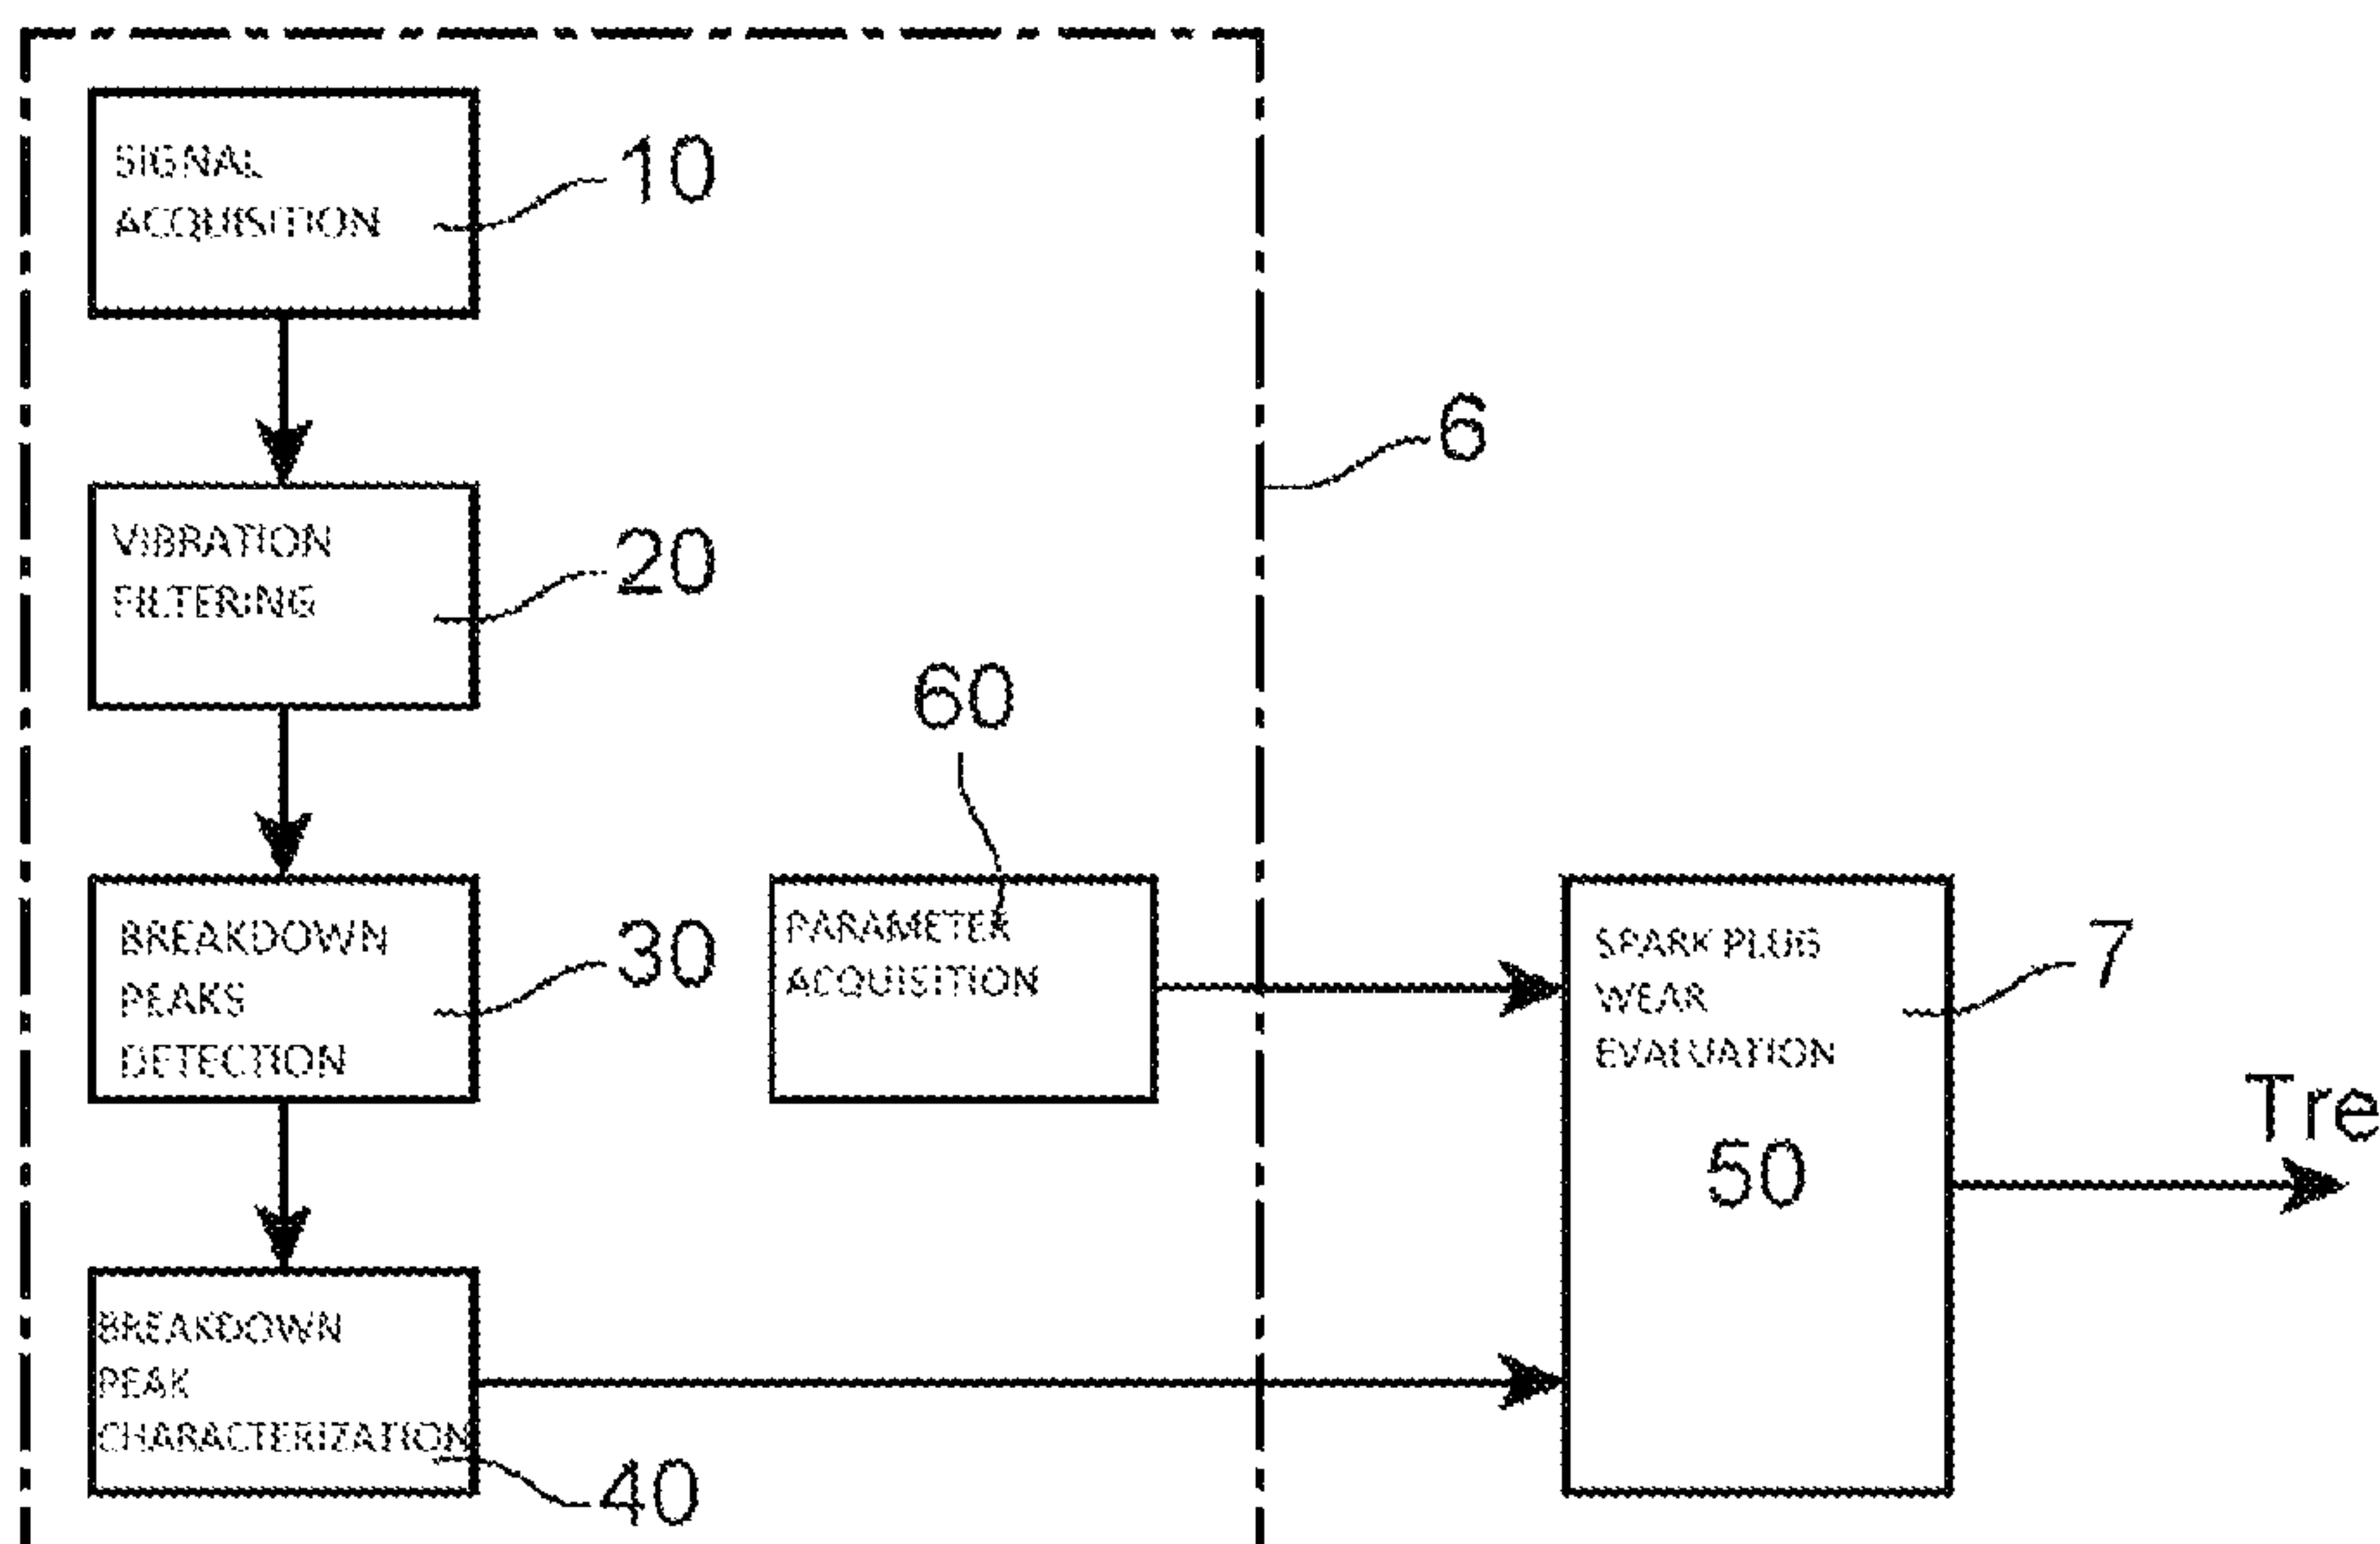 SIGNAL
ACQUISITION
10
6
VIBRATION
FILTERING
20
60
BREAKDOWN
PEAKS
DETECTION
30
PARAMETER
ACQUISITION
SPARK PLUG
WEAR
EVALUATION
50
7
Tre
BREAKDOWN
PEAK
CHARACTERIZATION
40